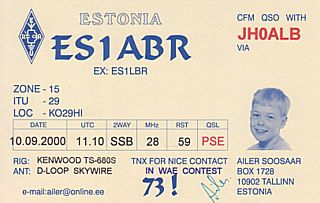 ESTONIA
CFM QSO WITH
ES1ABR
JH0ALB
EX: ES1LBR
VIA
ZONE - 15
ITU - 29
LOC - KO29HI
DATE 2WAY MHz RST QSL
10.09.2000 11.10 SSB 28 59 PSE
RIG: KENWOOD TS-680S
ANT: D-LOOP SKYWIRE
e-mail:ailer@online.ee
TNX FOR NICE CONTACT
IN WAE CONTEST
73!
Ailer
AILER SOOSAAR
BOX 1728
10902 TALLINN
ESTONIA